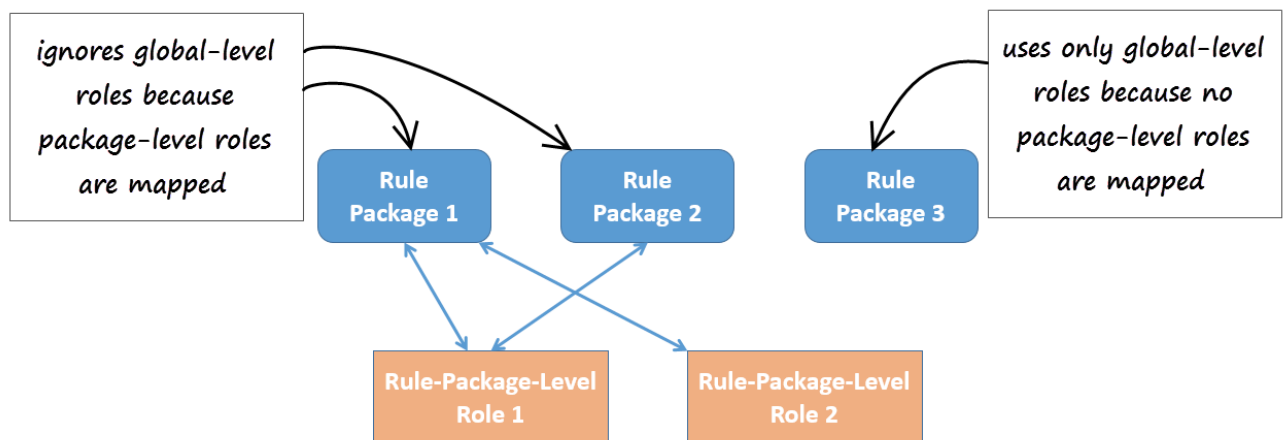 ignores global-level
roles because
package-level roles
are mapped
uses only global-level
roles because no
package-level roles
are mapped
Rule
Package 1
Rule
Package 2
Rule
Package 3
Rule-Package-Level
Role 1
Rule-Package-Level
Role 2